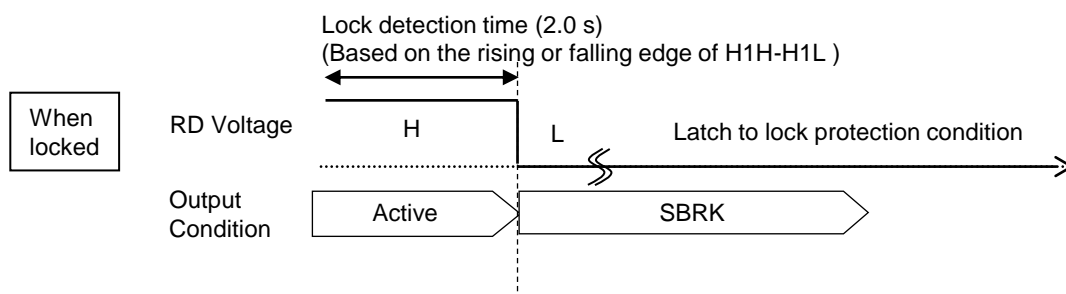 Lock detection time (2.0 s)
(Based on the rising or falling edge of H1H-H1L )
When
locked
RD Voltage
H
L
Latch to lock protection condition
Output
Condition
Active
SBRK